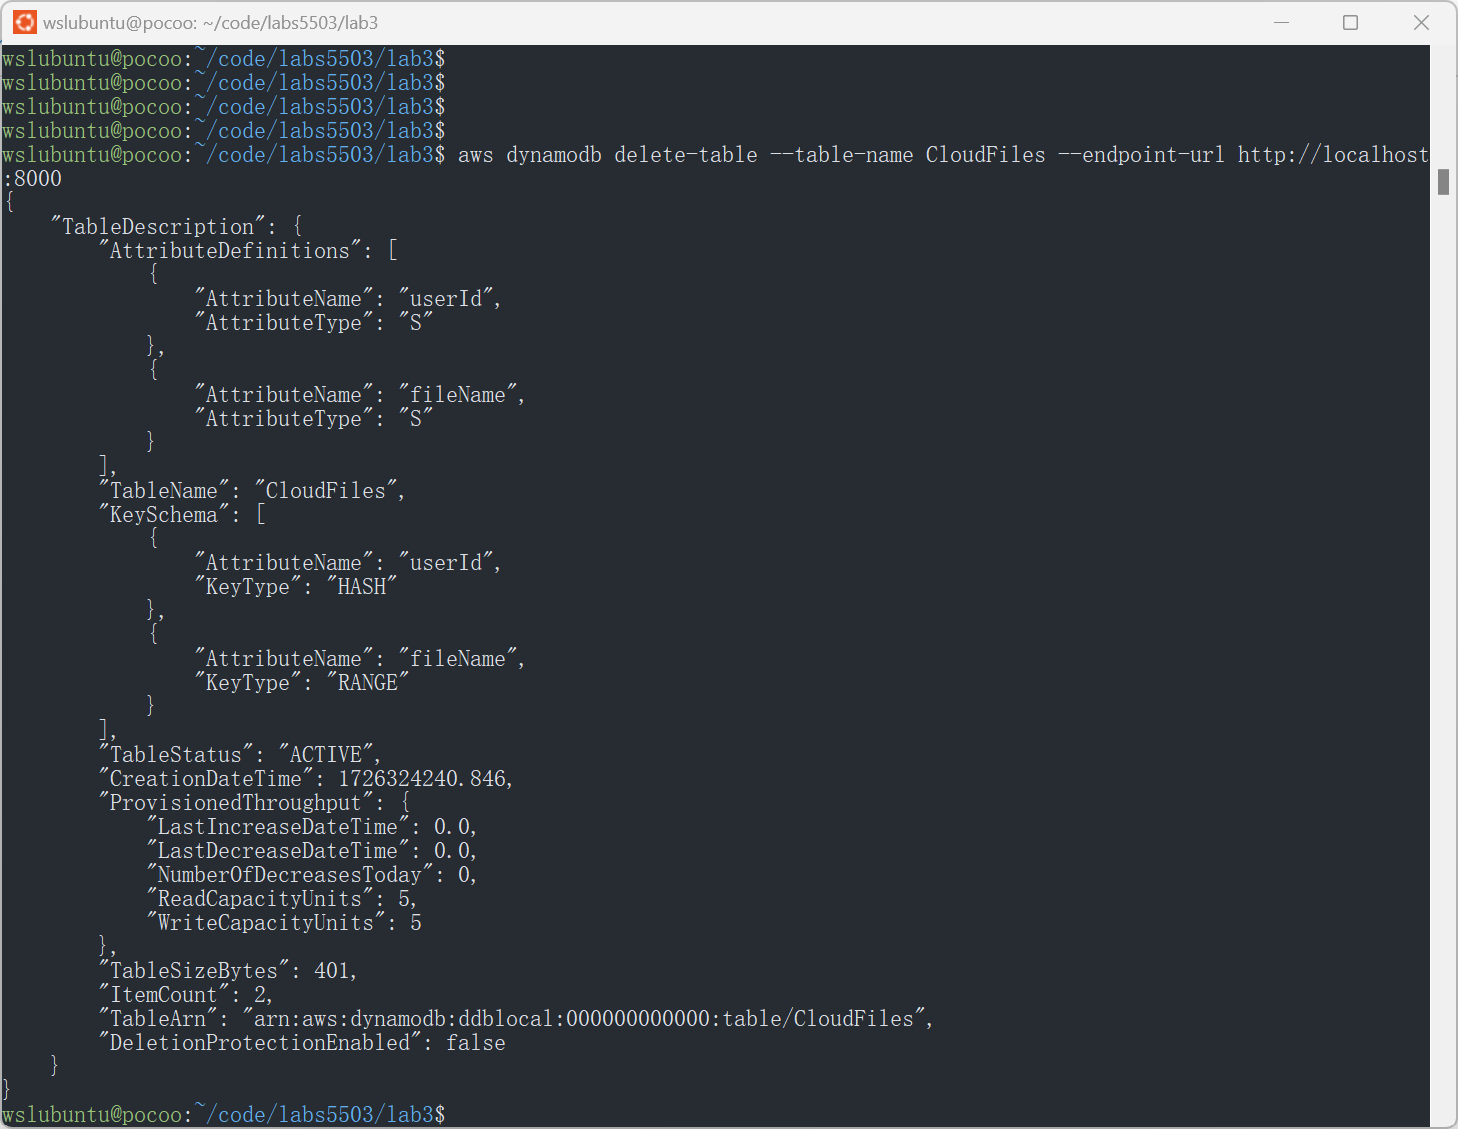 wslubuntu@pocoo: ~/code/labs5503/lab3
wslubuntu@pocoo:~/code/labs5503/lab3$
wslubuntu@pocoo:~/code/labs5503/lab3$
wslubuntu@pocoo:~/code/labs5503/lab3$
wslubuntu@pocoo:~/code/labs5503/lab3$
wslubuntu@pocoo:~/code/labs5503/lab3$ aws dynamodb delete-table --table-name CloudFiles --endpoint-url http://localhost
:8000
{
    "TableDescription": {
        "AttributeDefinitions": [
            {
                "AttributeName": "userId",
                "AttributeType": "S"
            },
            {
                "AttributeName": "fileName",
                "AttributeType": "S"
            }
        ],
        "TableName": "CloudFiles",
        "KeySchema": [
            {
                "AttributeName": "userId",
                "KeyType": "HASH"
            },
            {
                "AttributeName": "fileName",
                "KeyType": "RANGE"
            }
        ],
        "TableStatus": "ACTIVE",
        "CreationDateTime": 1726324240.846,
        "ProvisionedThroughput": {
            "LastIncreaseDateTime": 0.0,
            "LastDecreaseDateTime": 0.0,
            "NumberOfDecreasesToday": 0,
            "ReadCapacityUnits": 5,
            "WriteCapacityUnits": 5
        },
        "TableSizeBytes": 401,
        "ItemCount": 2,
        "TableArn": "arn:aws:dynamodb:ddblocal:000000000000:table/CloudFiles",
        "DeletionProtectionEnabled": false
    }
}
wslubuntu@pocoo:~/code/labs5503/lab3$